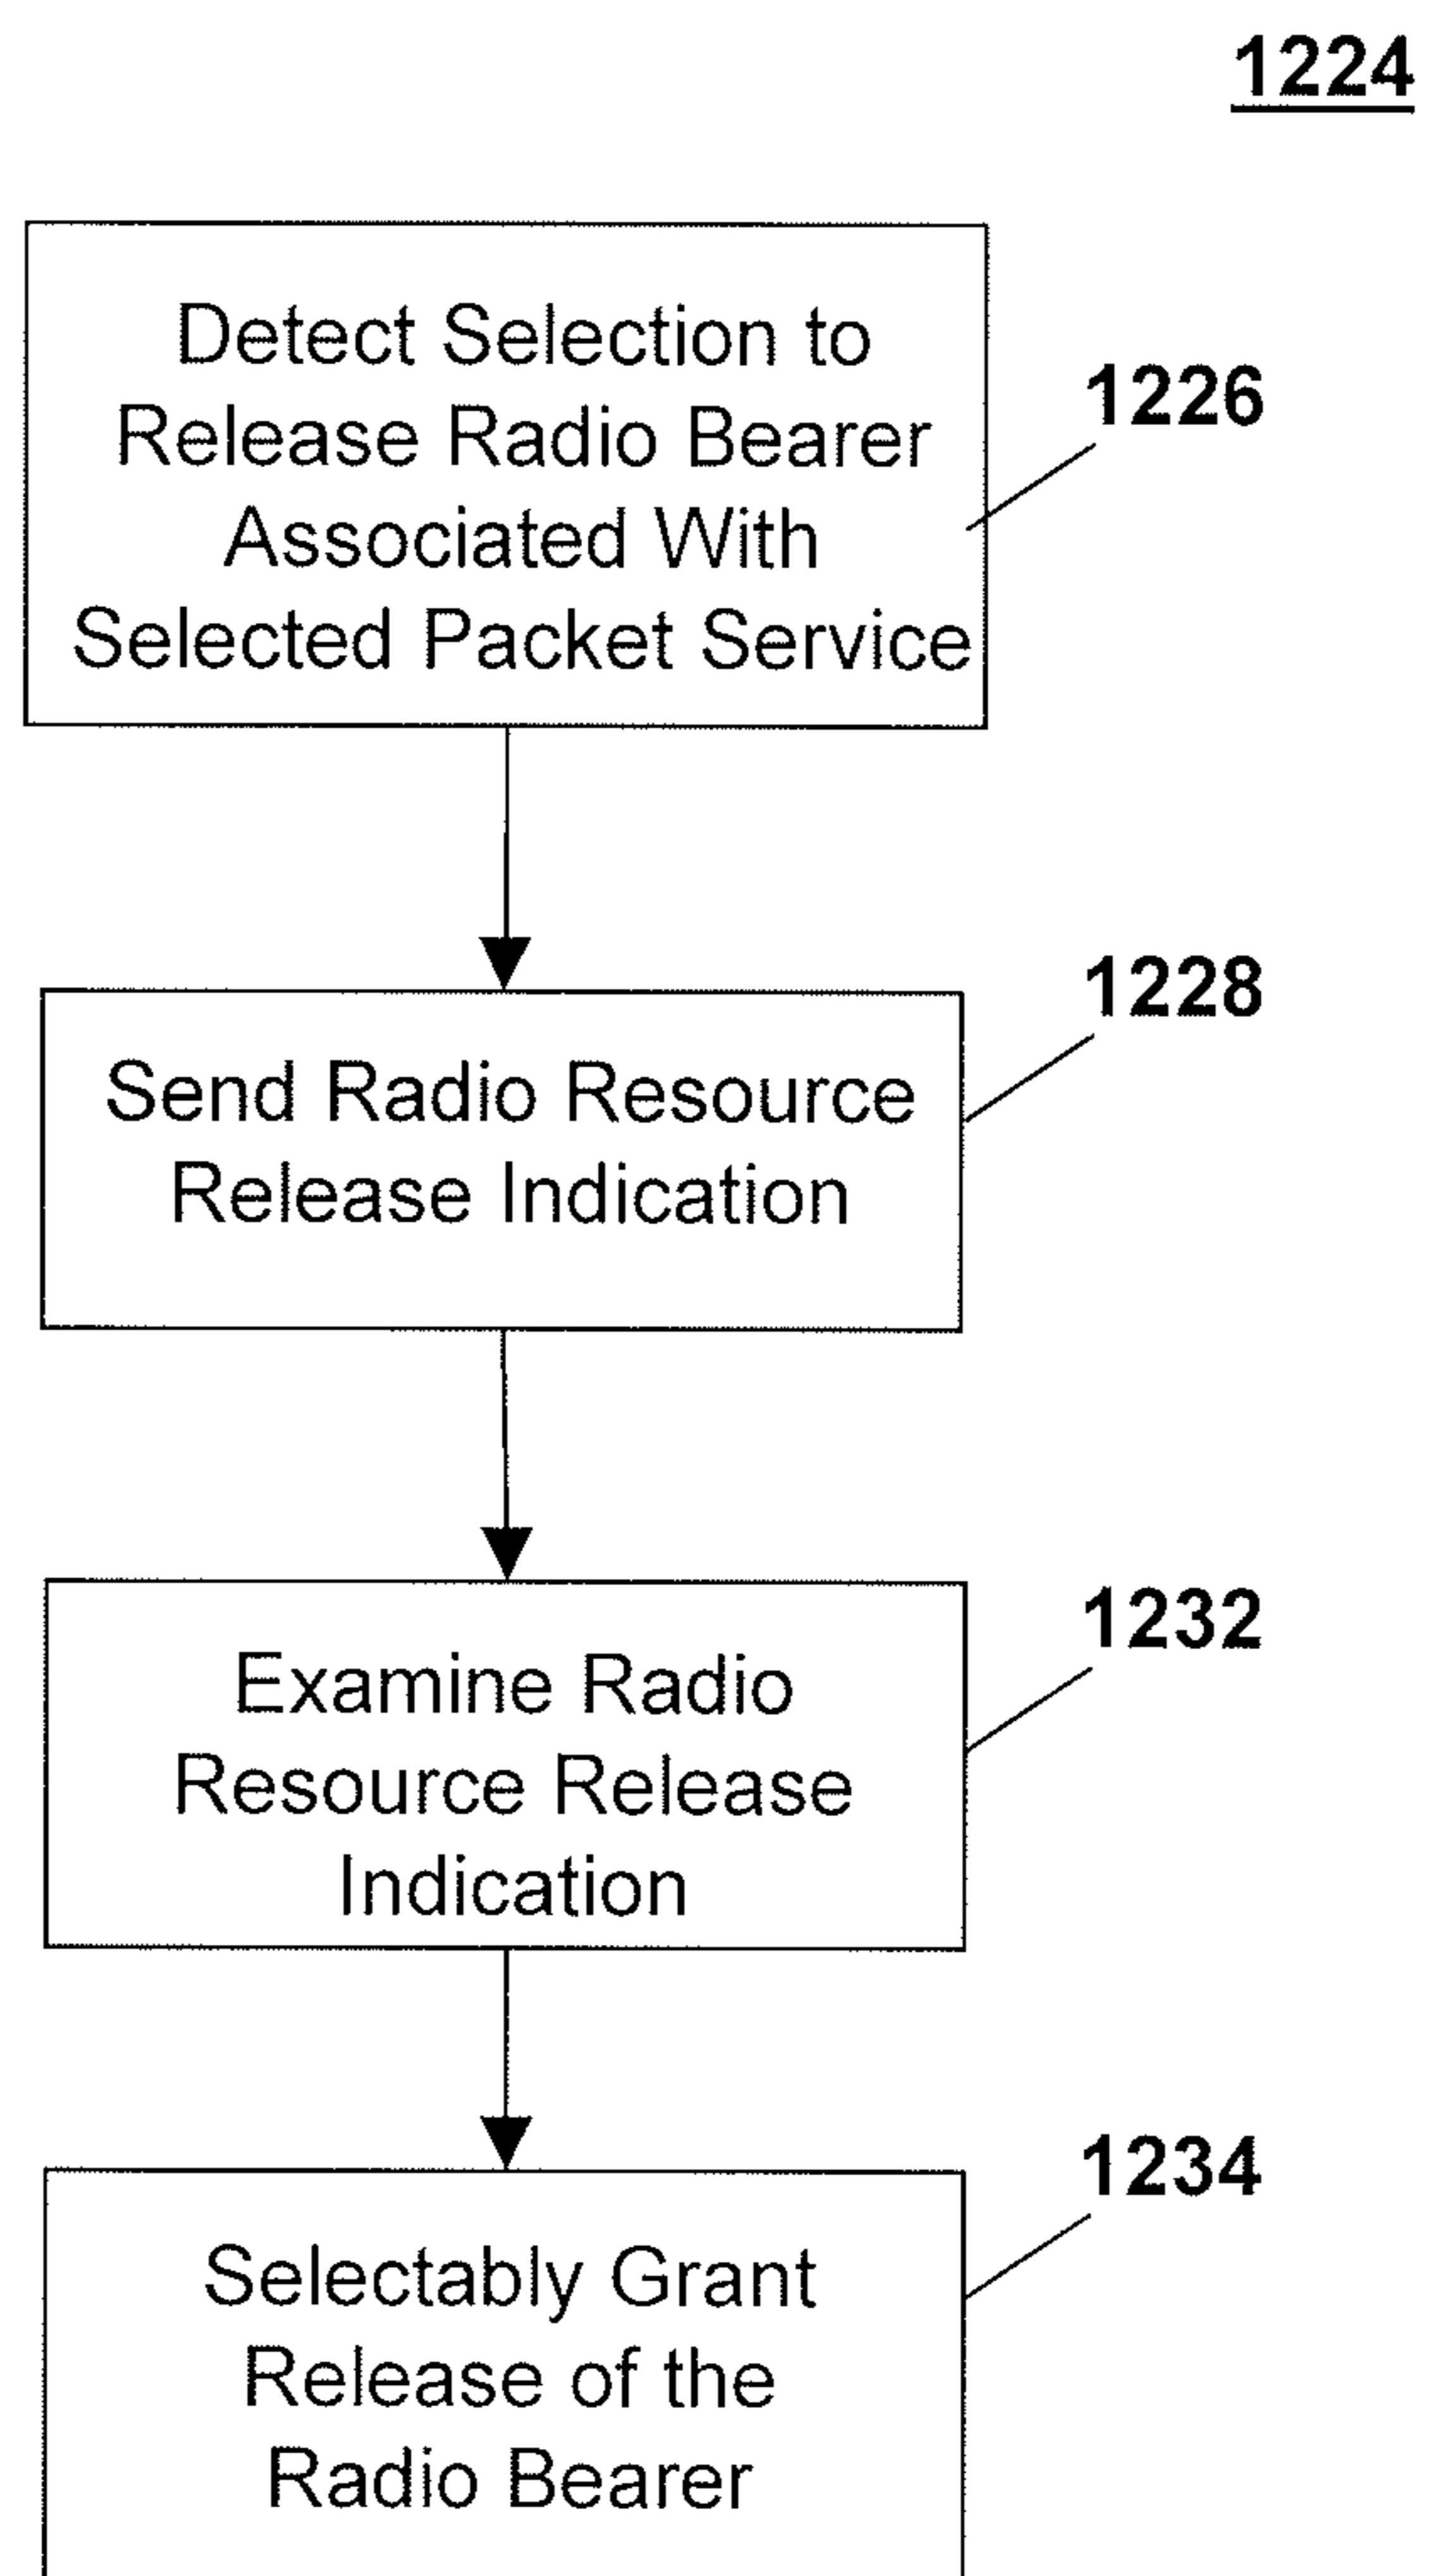 1224
Detect Selection to
Release Radio Bearer
Associated With
Selected Packet Service
1226
Send Radio Resource
Release Indication
1228
Examine Radio
Resource Release
Indication
1232
Selectably Grant
Release of the
Radio Bearer
1234